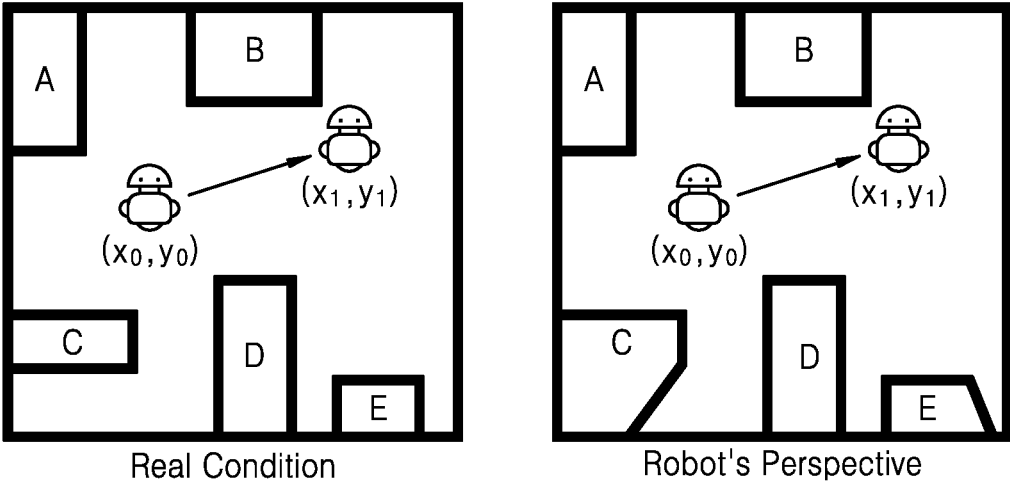 A
B
(x₁,y₁)
(x₀,y₀)
C
D
E
Real Condition
A
B
(x₁,y₁)
(x₀,y₀)
C
D
E
Robot's Perspective